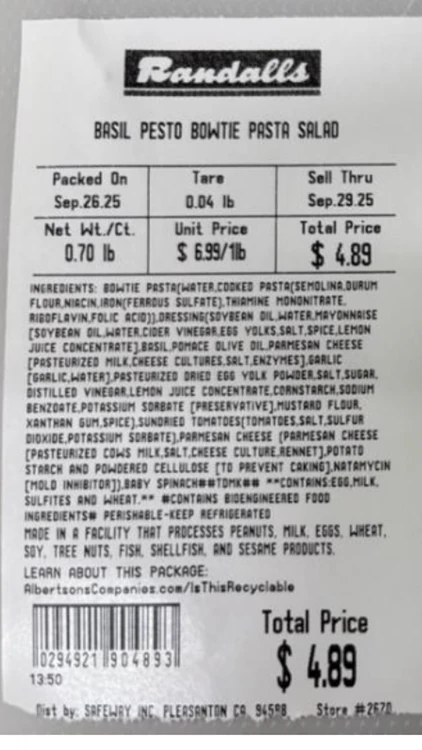 Randalls
BASIL PESTO BOWTIE PASTA SALAD
Packed On Tare Sell Thru
Sep.26.25 0.04 lb Sep.29.25
Net Wt./Ct. Unit Price Total Price
0.70 lb $ 6.99/1lb $ 4.89
INGREDIENTS: BOWTIE PASTA(WATER,COOKED PASTA[SEMOLINA,DURUM
FLOUR,NIACIN,IRON(FERROUS SULFATE),THIAMINE MONONITRATE,
RIBOFLAVIN,FOLIC ACID]),DRESSING(SOYBEAN OIL,WATER,MAYONNAISE
[SOYBEAN OIL,WATER,CIDER VINEGAR,EGG YOLKS,SALT,SPICE,LEMON
JUICE CONCENTRATE],BASIL,POMACE OLIVE OIL,PARMESAN CHEESE
[PASTEURIZED MILK,CHEESE CULTURES,SALT,ENZYMES],GARLIC
[GARLIC,WATER],PASTEURIZED DRIED EGG YOLK POWDER,SALT,SUGAR,
DISTILLED VINEGAR,LEMON JUICE CONCENTRATE,CORNSTARCH,SODIUM
BENZOATE,POTASSIUM SORBATE [PRESERVATIVE],MUSTARD FLOUR,
XANTHAN GUM,SPICE),SUNDRIED TOMATOES(TOMATOES,SALT,SULFUR
DIOXIDE,POTASSIUM SORBATE),PARMESAN CHEESE (PARMESAN CHEESE
[PASTEURIZED COWS MILK,SALT,CHEESE CULTURE,RENNET],POTATO
STARCH AND POWDERED CELLULOSE [TO PREVENT CAKING],NATAMYCIN
[MOLD INHIBITOR]),BABY SPINACH##TOMK## **CONTAINS:EGG,MILK,
SULFITES AND WHEAT.** #CONTAINS BIOENGINEERED FOOD
INGREDIENTS# PERISHABLE-KEEP REFRIGERATED
MADE IN A FACILITY THAT PROCESSES PEANUTS, MILK, EGGS, WHEAT,
SOY, TREE NUTS, FISH, SHELLFISH, AND SESAME PRODUCTS.
LEARN ABOUT THIS PACKAGE:
AlbertsonsCompanies.com/IsThisRecyclable
Total Price
$ 4.89
0294921 904893
13:50
Dist by: SAFEWAY INC. PLEASANTON CA. 94588 Store #2670